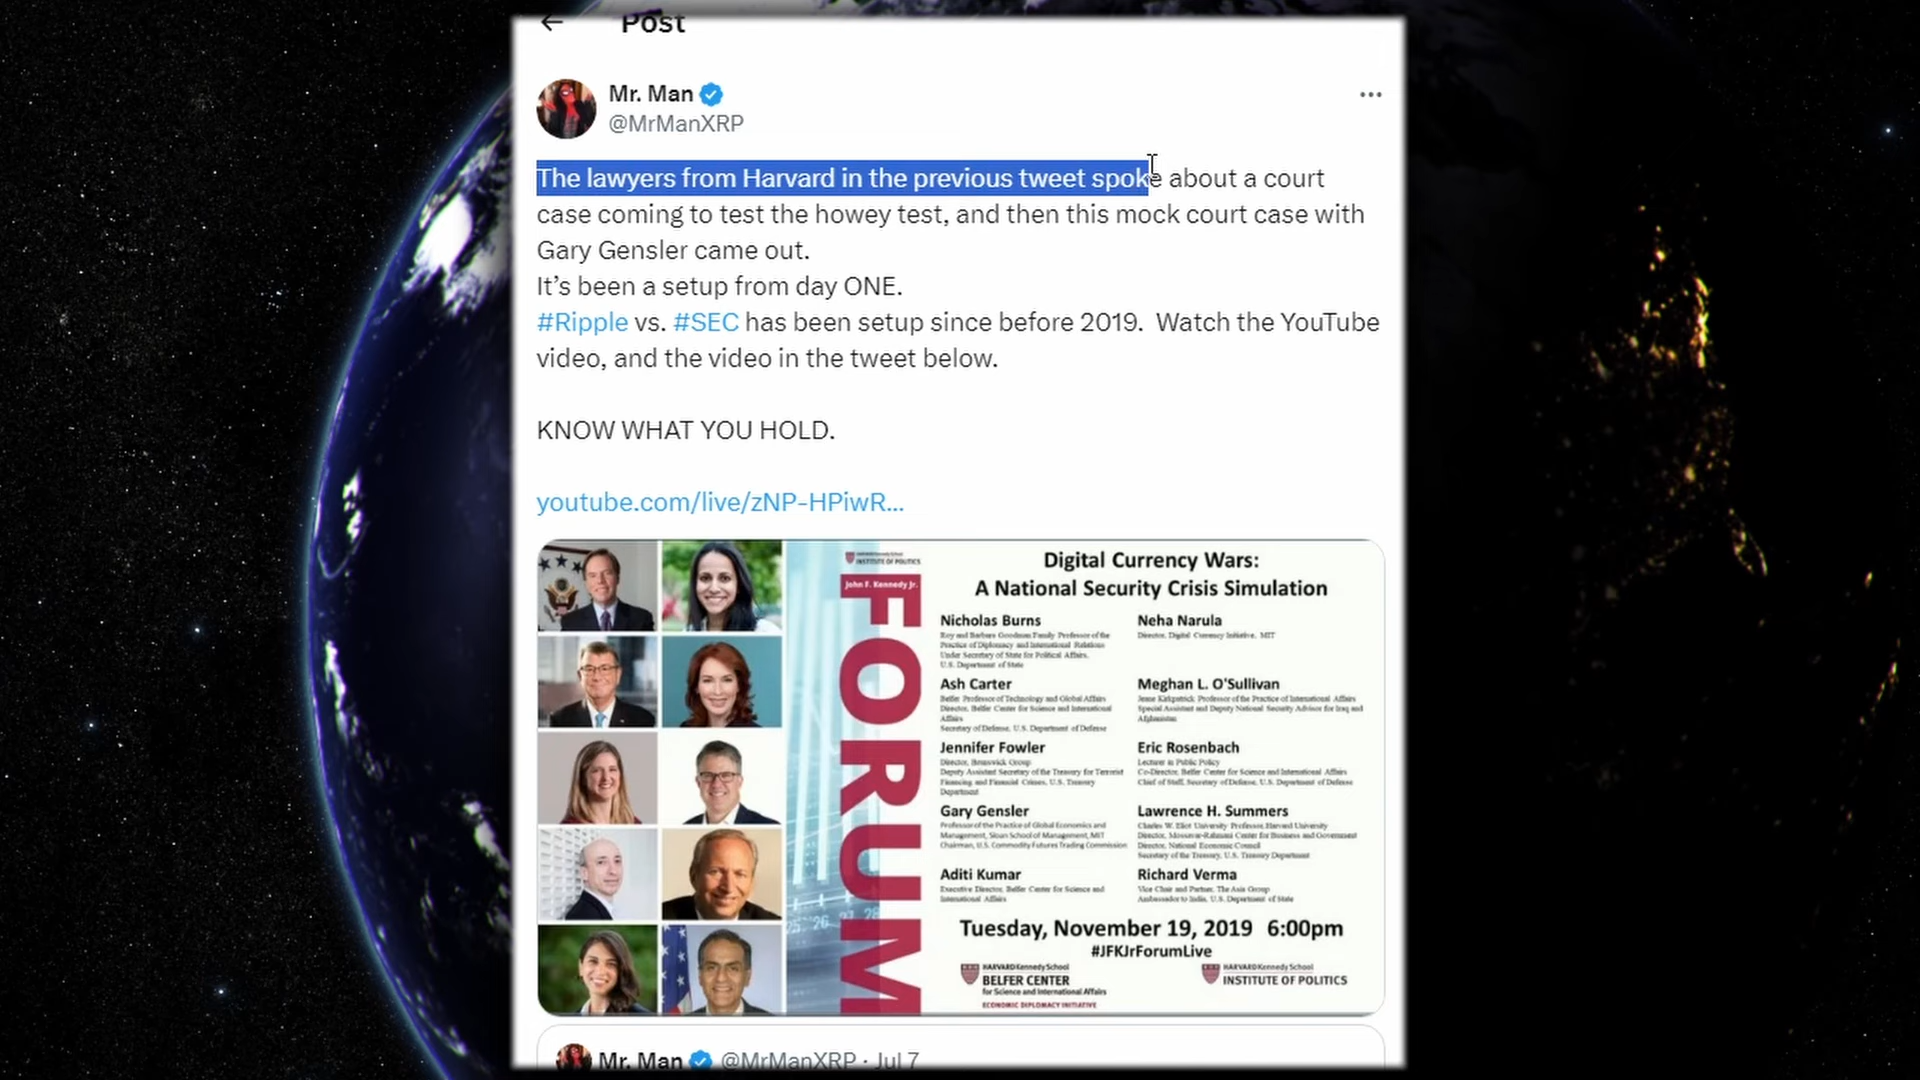 Post
Mr. Man
@MrManXRP
The lawyers from Harvard in the previous tweet spoke about a court
case coming to test the howey test, and then this mock court case with
Gary Gensler came out.
It’s been a setup from day ONE.
#Ripple vs. #SEC has been setup since before 2019.  Watch the YouTube
video, and the video in the tweet below.
KNOW WHAT YOU HOLD.
youtube.com/live/zNP-HPiwR...
HARVARD Kennedy School
INSTITUTE OF POLITICS
John F. Kennedy Jr.
FORUM
Digital Currency Wars:
A National Security Crisis Simulation
Nicholas Burns
Roy and Barbara Goodman Family Professor of the
Practice of Diplomacy and International Relations
Under Secretary of State for Political Affairs,
U.S. Department of State
Neha Narula
Director, Digital Currency Initiative, MIT
Ash Carter
Belfer Professor of Technology and Global Affairs
Director, Belfer Center for Science and International
Affairs
Secretary of Defense, U.S. Department of Defense
Meghan L. O'Sullivan
Jeane Kirkpatrick Professor of the Practice of International Affairs
Special Assistant and Deputy National Security Advisor for Iraq and
Afghanistan
Jennifer Fowler
Director, Brunswick Group
Deputy Assistant Secretary of the Treasury for Terrorist
Financing and Financial Crimes, U.S. Treasury
Department
Eric Rosenbach
Lecturer in Public Policy
Co-Director, Belfer Center for Science and International Affairs
Chief of Staff, Secretary of Defense, U.S. Department of Defense
Gary Gensler
Professor of the Practice of Global Economics and
Management, Sloan School of Management, MIT
Chairman, U.S. Commodity Futures Trading Commission
Lawrence H. Summers
Charles W. Eliot University Professor, Harvard University
Director, Mossavar-Rahmani Center for Business and Government
Director, National Economic Council
Secretary of the Treasury, U.S. Treasury Department
Aditi Kumar
Executive Director, Belfer Center for Science and
International Affairs
Richard Verma
Vice Chair and Partner, The Asia Group
Ambassador to India, U.S. Department of State
Tuesday, November 19, 2019 6:00pm
#JFKJrForumLive
HARVARD Kennedy School
BELFER CENTER
for Science and International Affairs
ECONOMIC DIPLOMACY INITIATIVE
HARVARD Kennedy School
INSTITUTE OF POLITICS
Mr. Man @MrManXRP · Jul 7